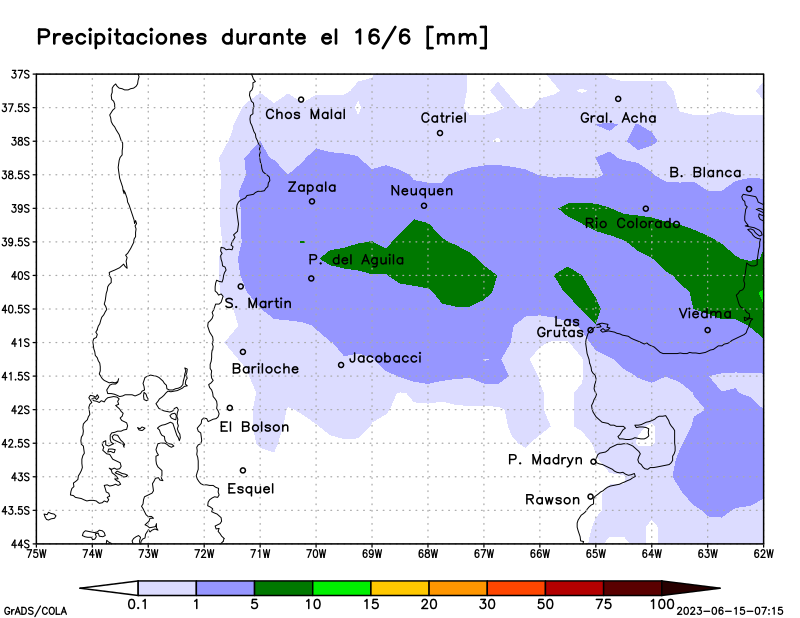 Precipitaciones durante el 16/6 [mm]
37S
37.5S
38S
38.5S
39S
39.5S
40S
40.5S
41S
41.5S
42S
42.5S
43S
43.5S
44S
Chos Malal
Catriel
Gral. Acha
B. Blanca
Zapala
Neuquen
Rio Colorado
P. del Aguila
S. Martin
Viedma
Las
Grutas
Jacobacci
Bariloche
El Bolson
P. Madryn
Esquel
Rawson
75W 74W 73W 72W 71W 70W 69W 68W 67W 66W 65W 64W 63W 62W
0.1 1 5 10 15 20 30 50 75 100
GrADS/COLA
2023-06-15-07:15